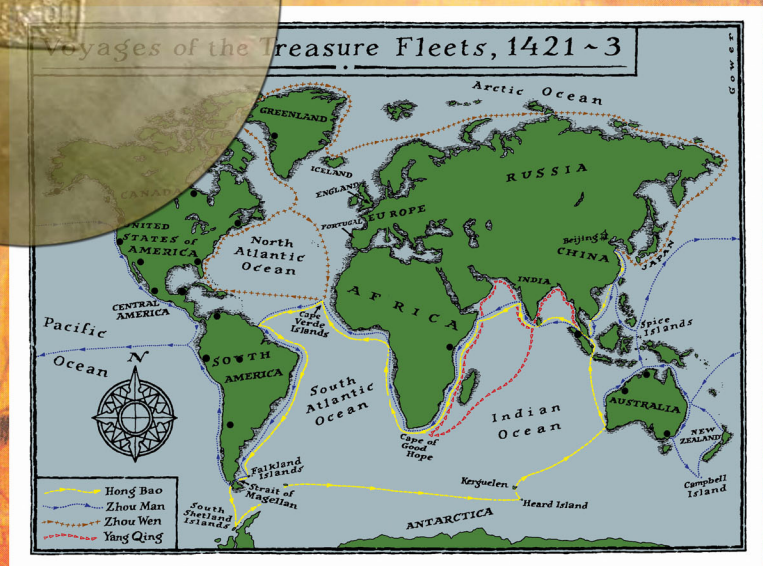 Voyages of the Treasure Fleets, 1421~3
Gower
Arctic Ocean
GREENLAND
ICELAND
RUSSIA
ENGLAND
CANADA
EUROPE
PORTUGAL
UNITED
STATES of
AMERICA
Beijing
CHINA
JAPAN
North
Atlantic
Ocean
INDIA
AFRICA
CENTRAL
AMERICA
Cape
Verde
Islands
Spice
Islands
Pacific
Ocean
N
SOUTH
AMERICA
South
Atlantic
Ocean
Indian
Ocean
AUSTRALIA
NEW
ZEALAND
Cape of
Good
Hope
Falkland
Islands
Strait of
Magellan
Kerguelen
Heard Island
Campbell
Island
South
Shetland
Islands
ANTARCTICA
Hong Bao
Zhou Man
Zhou Wen
Yang Qing